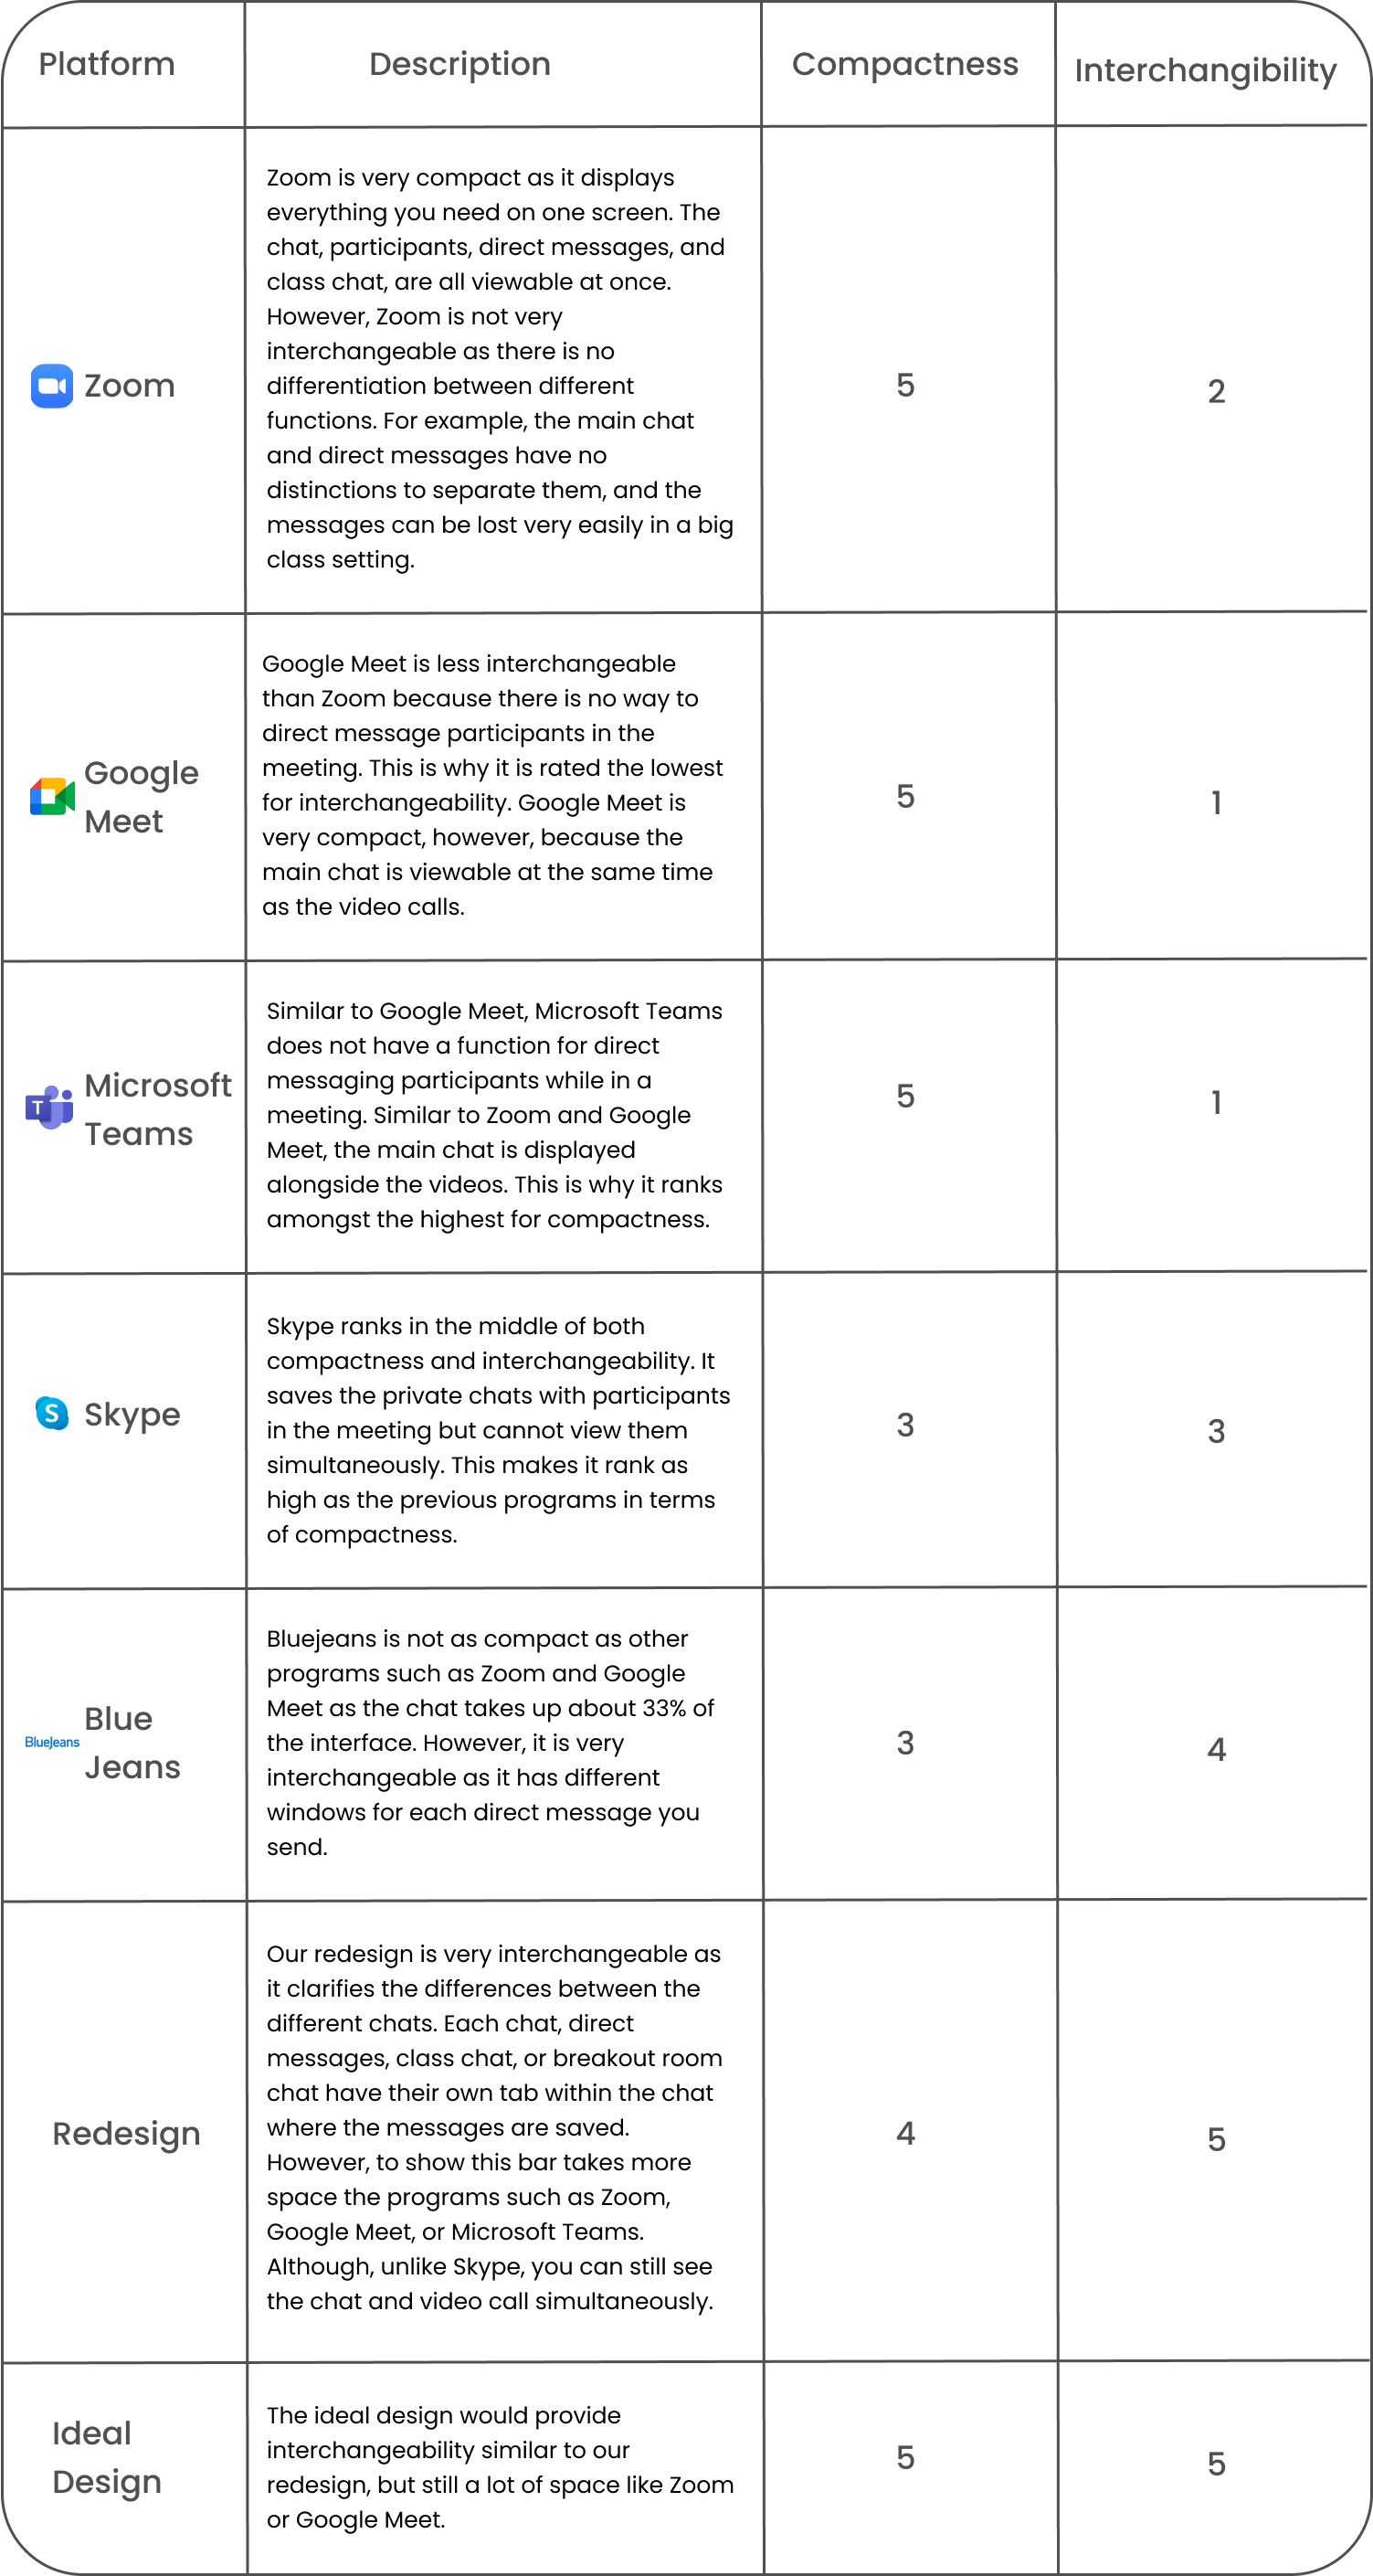 Platform
Description
Compactness
Interchangibility
Zoom
Zoom is very compact as it displays
everything you need on one screen. The
chat, participants, direct messages, and
class chat, are all viewable at once.
However, Zoom is not very
interchangeable as there is no
differentiation between different
functions. For example, the main chat
and direct messages have no
distinctions to separate them, and the
messages can be lost very easily in a big
class setting.
5
2
Google
Meet
Google Meet is less interchangeable
than Zoom because there is no way to
direct message participants in the
meeting. This is why it is rated the lowest
for interchangeability. Google Meet is
very compact, however, because the
main chat is viewable at the same time
as the video calls.
5
1
T
Microsoft
Teams
Similar to Google Meet, Microsoft Teams
does not have a function for direct
messaging participants while in a
meeting. Similar to Zoom and Google
Meet, the main chat is displayed
alongside the videos. This is why it ranks
amongst the highest for compactness.
5
1
S
Skype
Skype ranks in the middle of both
compactness and interchangeability. It
saves the private chats with participants
in the meeting but cannot view them
simultaneously. This makes it rank as
high as the previous programs in terms
of compactness.
3
3
BlueJeans
Blue
Jeans
Bluejeans is not as compact as other
programs such as Zoom and Google
Meet as the chat takes up about 33% of
the interface. However, it is very
interchangeable as it has different
windows for each direct message you
send.
3
4
Redesign
Our redesign is very interchangeable as
it clarifies the differences between the
different chats. Each chat, direct
messages, class chat, or breakout room
chat have their own tab within the chat
where the messages are saved.
However, to show this bar takes more
space the programs such as Zoom,
Google Meet, or Microsoft Teams.
Although, unlike Skype, you can still see
the chat and video call simultaneously.
4
5
Ideal
Design
The ideal design would provide
interchangeability similar to our
redesign, but still a lot of space like Zoom
or Google Meet.
5
5